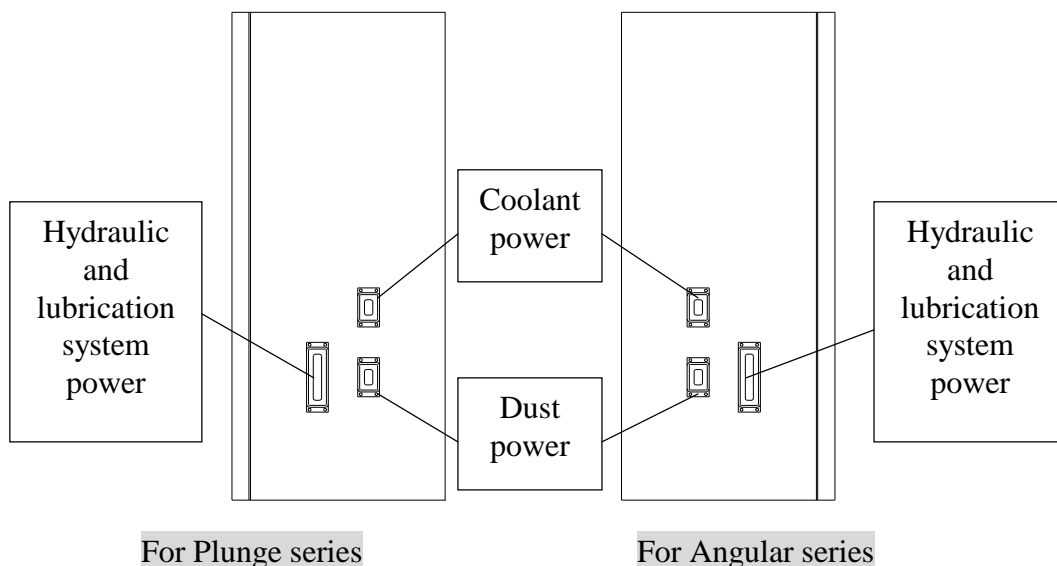 Hydraulic
and
lubrication
system
power
Coolant
power
Dust
power
Hydraulic
and
lubrication
system
power
For Plunge series
For Angular series